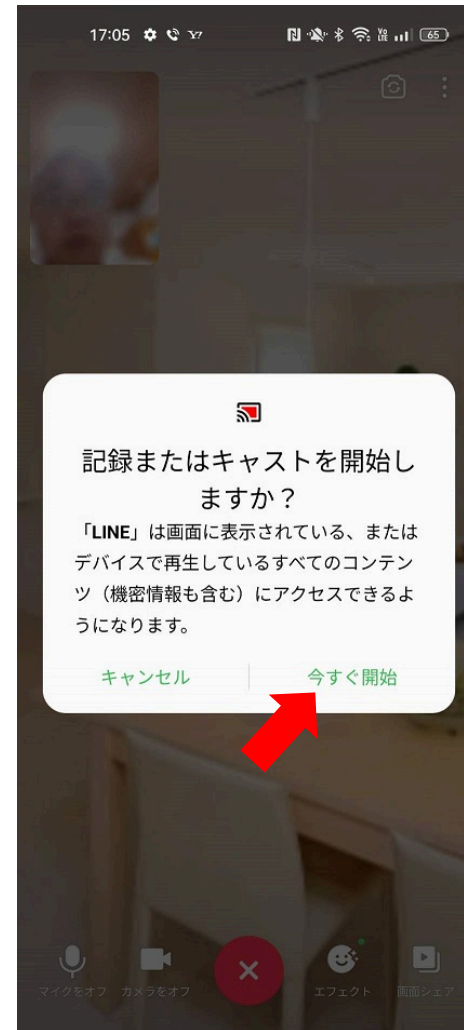 17:05 Y! Vo LTE 65
記録またはキャストを開始し
ますか？
「LINE」は画面に表示されている、または
デバイスで再生しているすべてのコンテン
ツ（機密情報も含む）にアクセスできるよ
うになります。
キャンセル 今すぐ開始
マイクをオフ カメラをオフ エフェクト 画面シェア